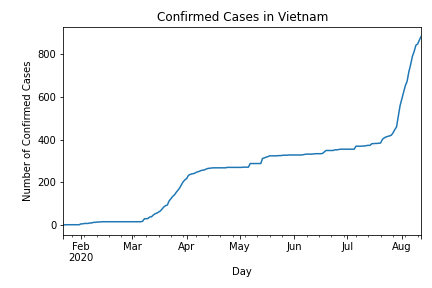 Confirmed Cases in Vietnam
Number of Confirmed Cases
800
600
400
200
0
Feb Mar Apr May Jun Jul Aug
2020
Day